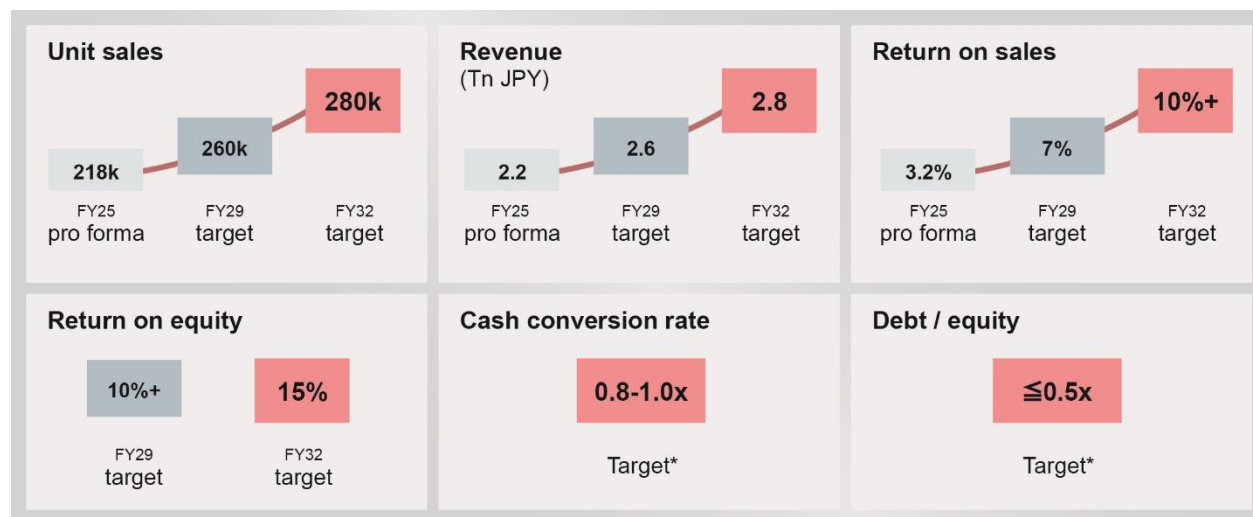 Unit sales
218k
260k
280k
FY25
pro forma
FY29
target
FY32
target
Revenue
(Tn JPY)
2.2
2.6
2.8
FY25
pro forma
FY29
target
FY32
target
Return on sales
3.2%
7%
10%+
FY25
pro forma
FY29
target
FY32
target
Return on equity
10%+
15%
FY29
target
FY32
target
Cash conversion rate
0.8-1.0x
Target*
Debt / equity
≦0.5x
Target*